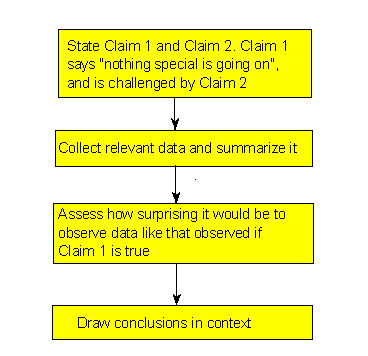 State Claim 1 and Claim 2. Claim 1
says "nothing special is going on",
and is challenged by Claim 2
Collect relevant data and summarize it
Assess how surprising it would be to
observe data like that observed if
Claim 1 is true
Draw conclusions in context